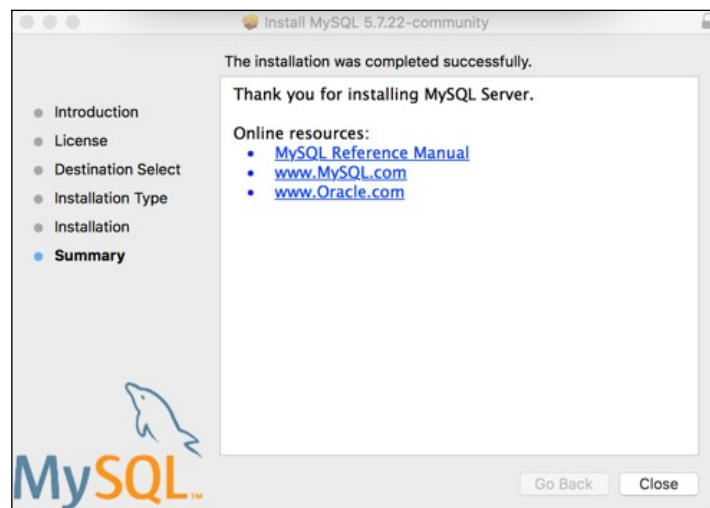 Install MySQL 5.7.22-community
The installation was completed successfully.
Introduction
License
Destination Select
Installation Type
Installation
Summary
Thank you for installing MySQL Server.
Online resources:
• MySQL Reference Manual
• www.MySQL.com
• www.Oracle.com
MySQL™
Go Back
Close